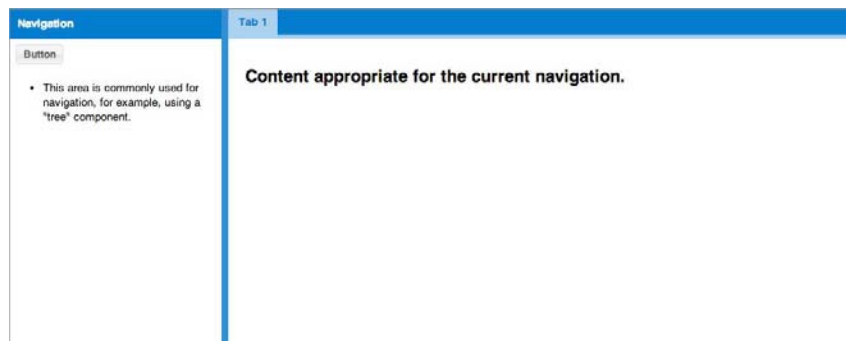 Navigation
Tab 1
Button
• This area is commonly used for
navigation, for example, using a
"tree" component.
Content appropriate for the current navigation.